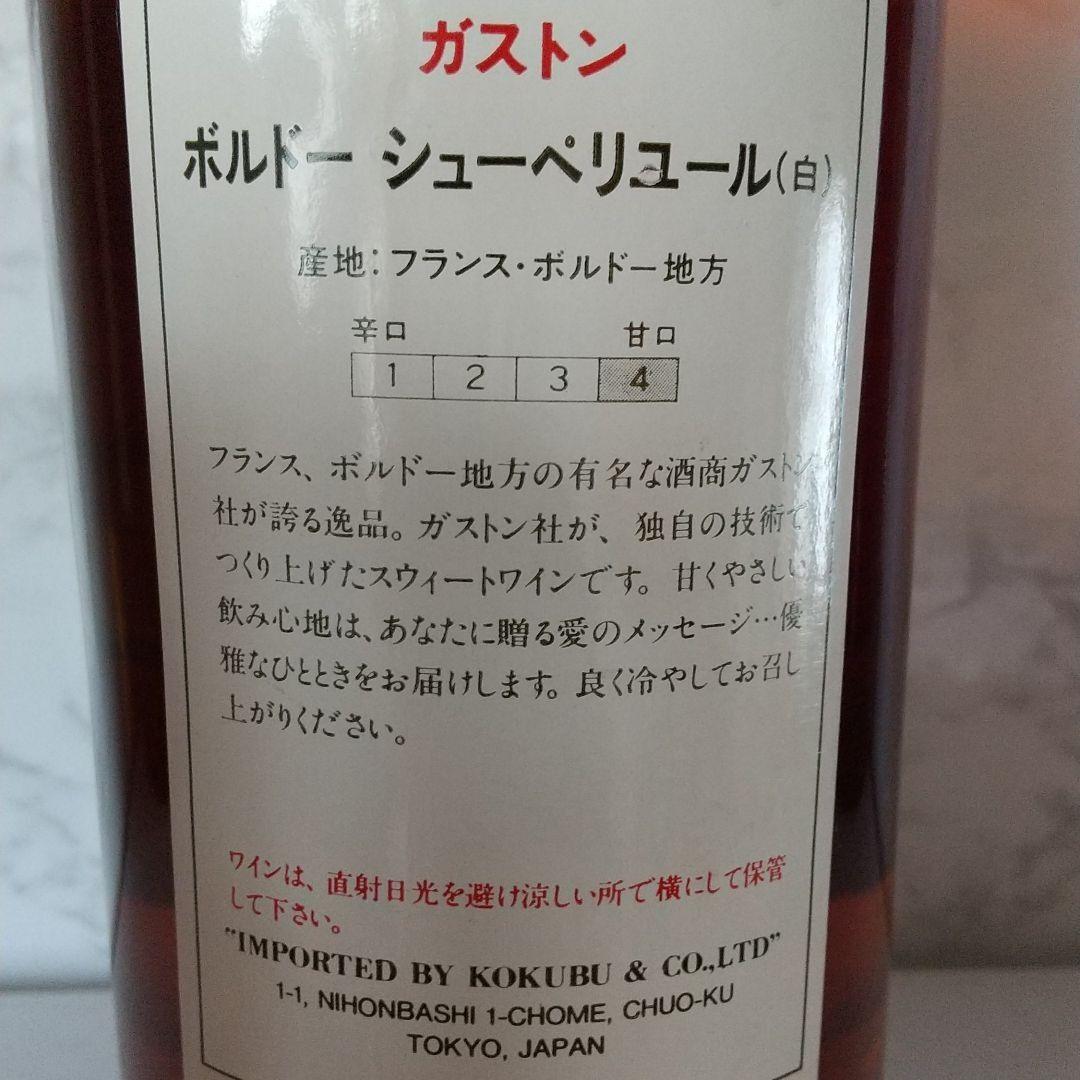 ガストン
ボルドー シューペリユール(白)
産地:フランス・ボルドー地方
辛口 甘口
1 2 3 4
フランス、ボルドー地方の有名な酒商ガストン
社が誇る逸品。ガストン社が、独自の技術で
つくり上げたスウィートワインです。甘くやさしい
飲み心地は、あなたに贈る愛のメッセージ…優
雅なひとときをお届けします。良く冷やしてお召し
上がりください。
ワインは、直射日光を避け涼しい所で横にして保管
して下さい。
"IMPORTED BY KOKUBU & CO.,LTD"
1-1, NIHONBASHI 1-CHOME, CHUO-KU
TOKYO, JAPAN